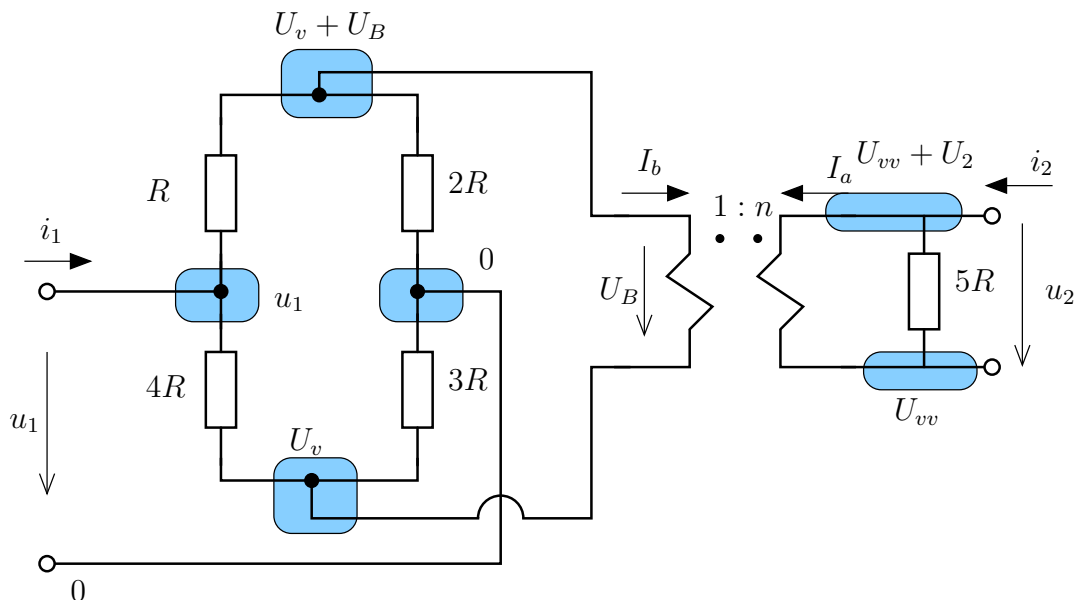 U_v + U_B
R
2R
I_b
U_vv + U_2
I_a
i_2
1 : n
i_1
0
u_1
U_B
5R
u_2
4R
3R
u_1
U_v
U_vv
0